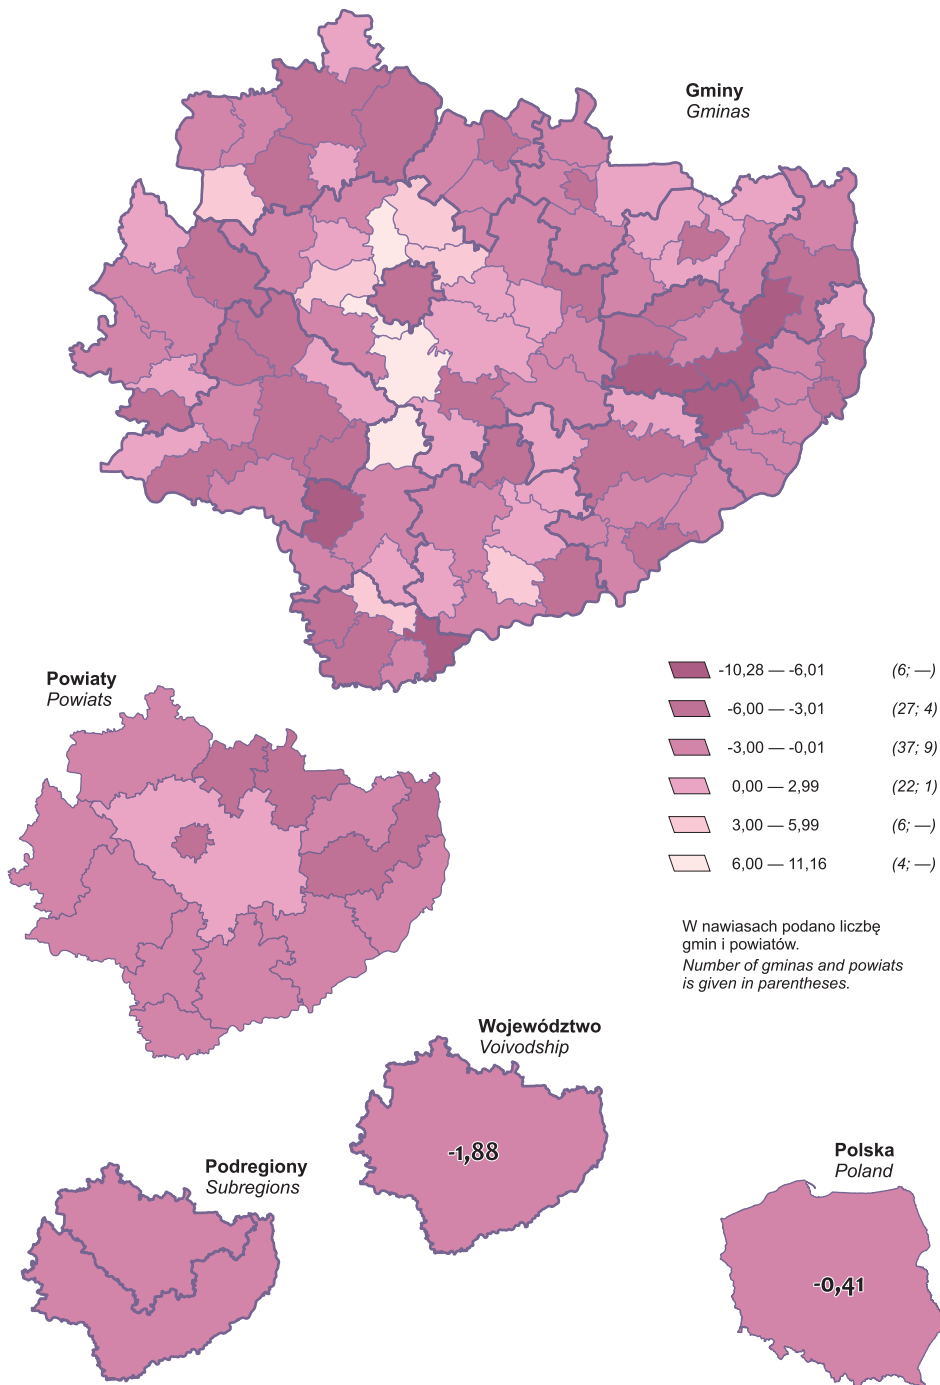 Gminy
Gminas
-10,28 — -6,01 (6; —)
-6,00 — -3,01 (27; 4)
-3,00 — -0,01 (37; 9)
0,00 — 2,99 (22; 1)
3,00 — 5,99 (6; —)
6,00 — 11,16 (4; —)
W nawiasach podano liczbę
gmin i powiatów.
Number of gminas and powiats
is given in parentheses.
Powiaty
Powiats
Województwo
Voivodship
-1,88
Podregiony
Subregions
Polska
Poland
-0,41